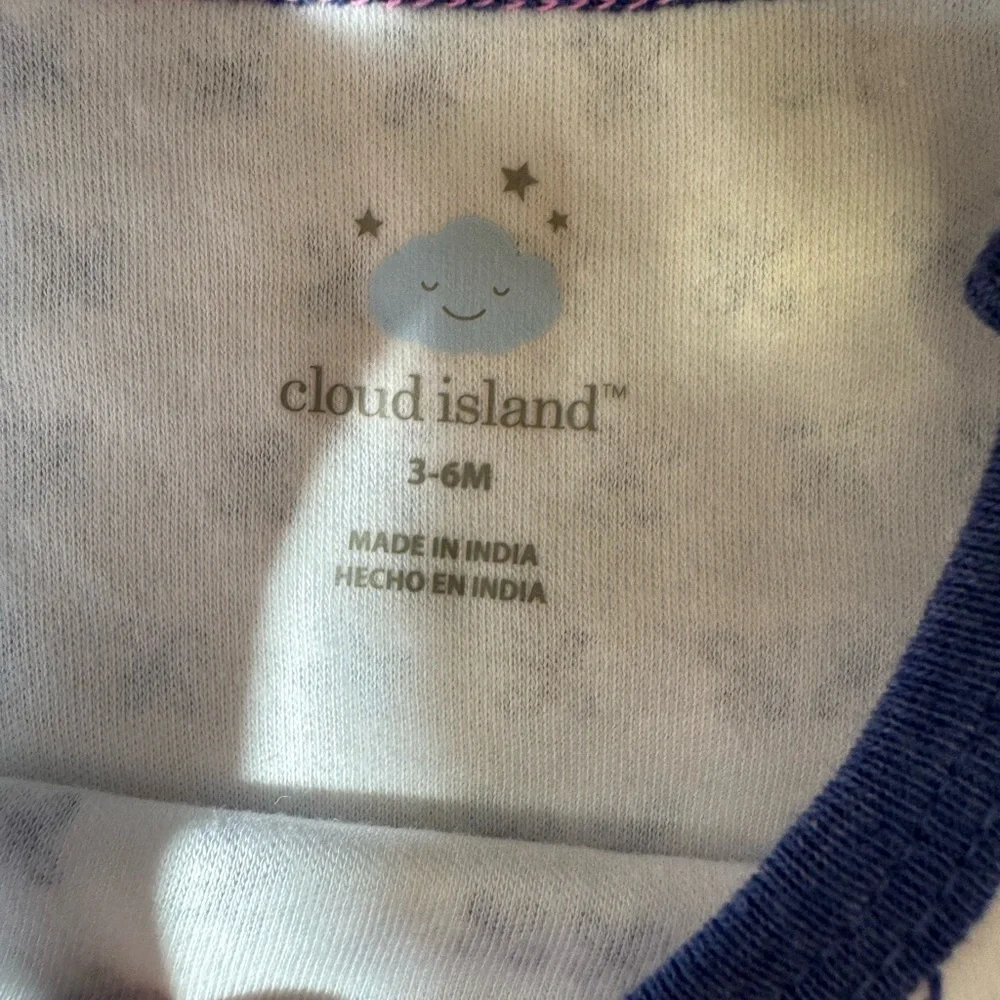 cloud island™
3-6M
MADE IN INDIA
HECHO EN INDIA